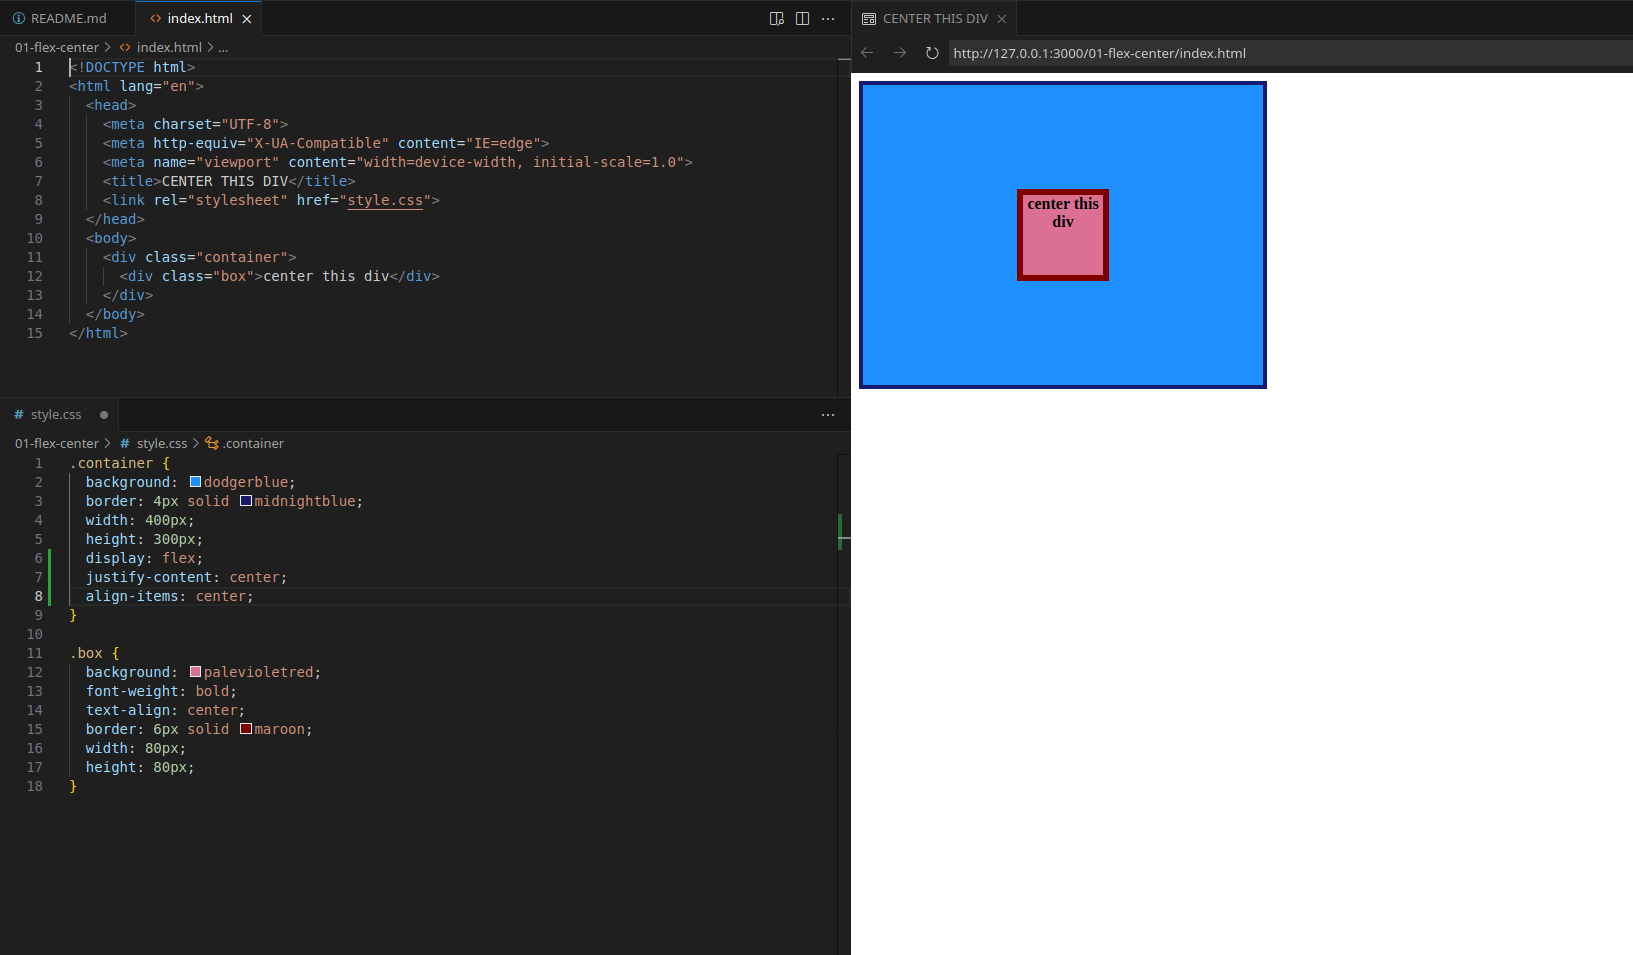 README.md
index.html
01-flex-center > index.html > ...
1 <!DOCTYPE html>
2 <html lang="en">
3 <head>
4 <meta charset="UTF-8">
5 <meta http-equiv="X-UA-Compatible" content="IE=edge">
6 <meta name="viewport" content="width=device-width, initial-scale=1.0">
7 <title>CENTER THIS DIV</title>
8 <link rel="stylesheet" href="style.css">
9 </head>
10 <body>
11 <div class="container">
12 <div class="box">center this div</div>
13 </div>
14 </body>
15 </html>
# style.css
01-flex-center > # style.css > .container
1 .container {
2 background: dodgerblue;
3 border: 4px solid midnightblue;
4 width: 400px;
5 height: 300px;
6 display: flex;
7 justify-content: center;
8 align-items: center;
9 }
10
11 .box {
12 background: palevioletred;
13 font-weight: bold;
14 text-align: center;
15 border: 6px solid maroon;
16 width: 80px;
17 height: 80px;
18 }
CENTER THIS DIV
http://127.0.0.1:3000/01-flex-center/index.html
center this
div